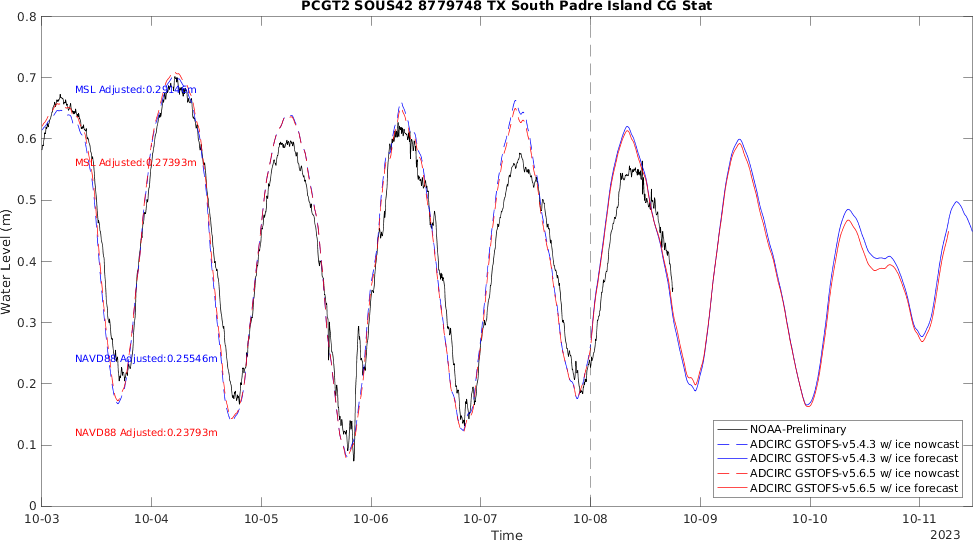 PCGT2 SOUS42 8779748 TX South Padre Island CG Stat
0.8
0.7
0.6
0.5
0.4
0.3
0.2
0.1
0
Water Level (m)
MSL Adjusted:0.29146m
MSL Adjusted:0.27393m
NAVD88 Adjusted:0.25546m
NAVD88 Adjusted:0.23793m
NOAA-Preliminary
ADCIRC GSTOFS-v5.4.3 w/ ice nowcast
ADCIRC GSTOFS-v5.4.3 w/ ice forecast
ADCIRC GSTOFS-v5.6.5 w/ ice nowcast
ADCIRC GSTOFS-v5.6.5 w/ ice forecast
10-03 10-04 10-05 10-06 10-07 10-08 10-09 10-10 10-11
Time
2023